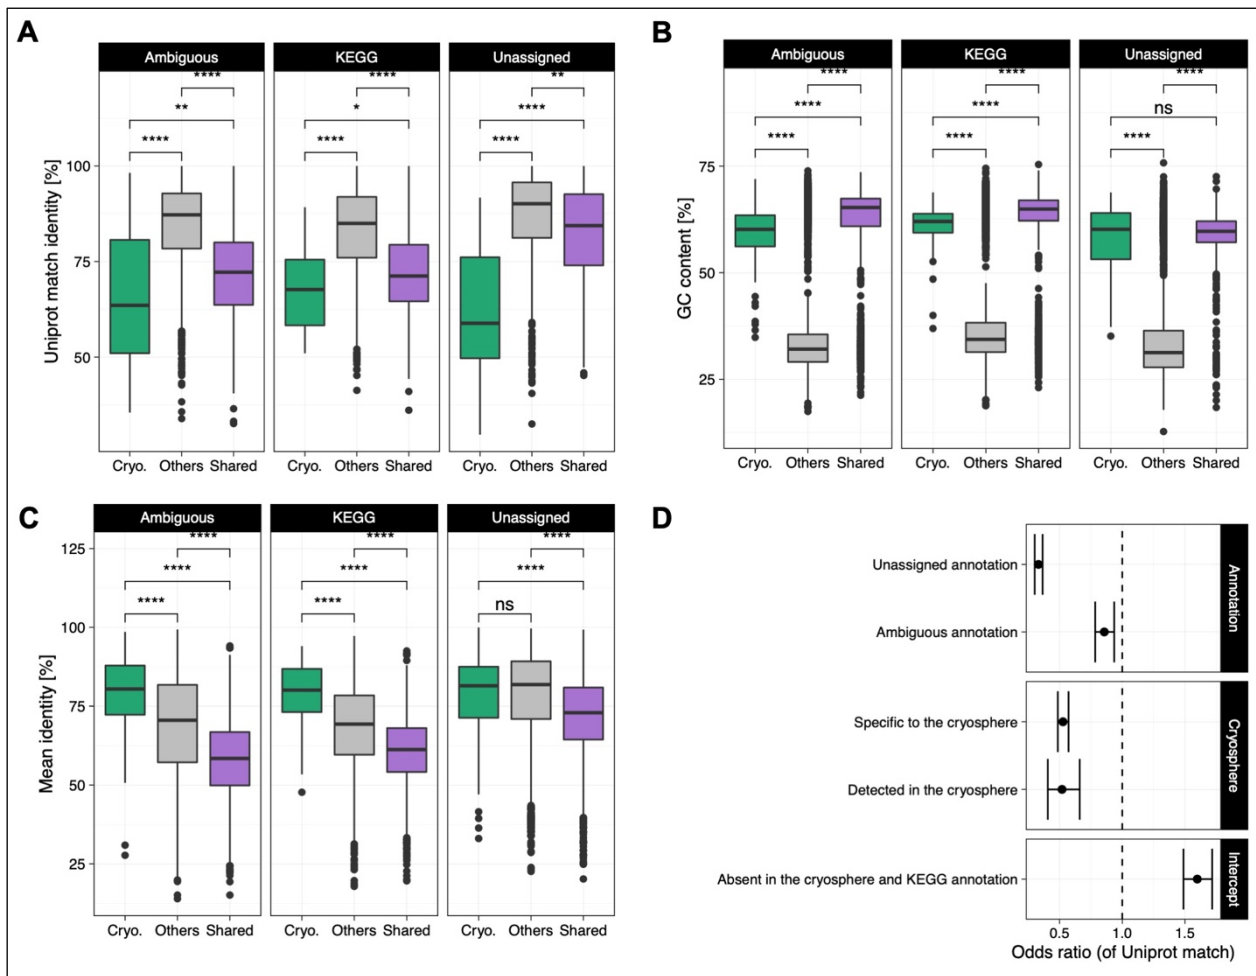 A
Ambiguous
KEGG
Unassigned
****
****
**
**
*
****
****
****
****
100
75
50
Uniprot match identity [%]
Cryo. Others Shared
Cryo. Others Shared
Cryo. Others Shared
B
Ambiguous
KEGG
Unassigned
****
****
****
****
****
ns
****
****
****
75
50
25
GC content [%]
Cryo. Others Shared
Cryo. Others Shared
Cryo. Others Shared
C
Ambiguous
KEGG
Unassigned
****
****
****
****
****
****
****
****
ns
125
100
75
50
25
Mean identity [%]
Cryo. Others Shared
Cryo. Others Shared
Cryo. Others Shared
D
Unassigned annotation
Ambiguous annotation
Annotation
Specific to the cryosphere
Detected in the cryosphere
Cryosphere
Absent in the cryosphere and KEGG annotation
Intercept
0.5 1.0 1.5
Odds ratio (of Uniprot match)